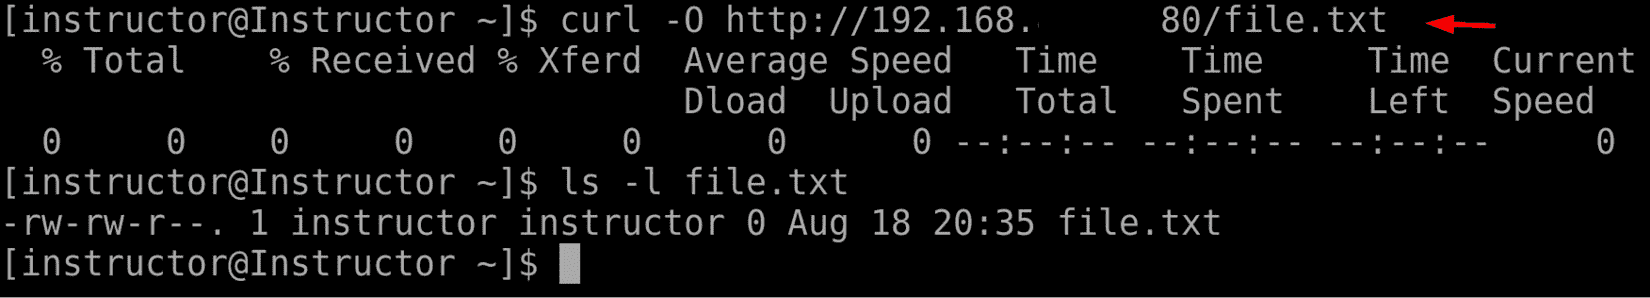 [instructor@Instructor ~]$ curl -O http://192.168. 80/file.txt
% Total % Received % Xferd Average Speed Time Time Time Current
Dload Upload Total Spent Left Speed
0 0 0 0 0 0 0 0 --:--:-- --:--:-- --:--:-- 0
[instructor@Instructor ~]$ ls -l file.txt
-rw-rw-r--. 1 instructor instructor 0 Aug 18 20:35 file.txt
[instructor@Instructor ~]$